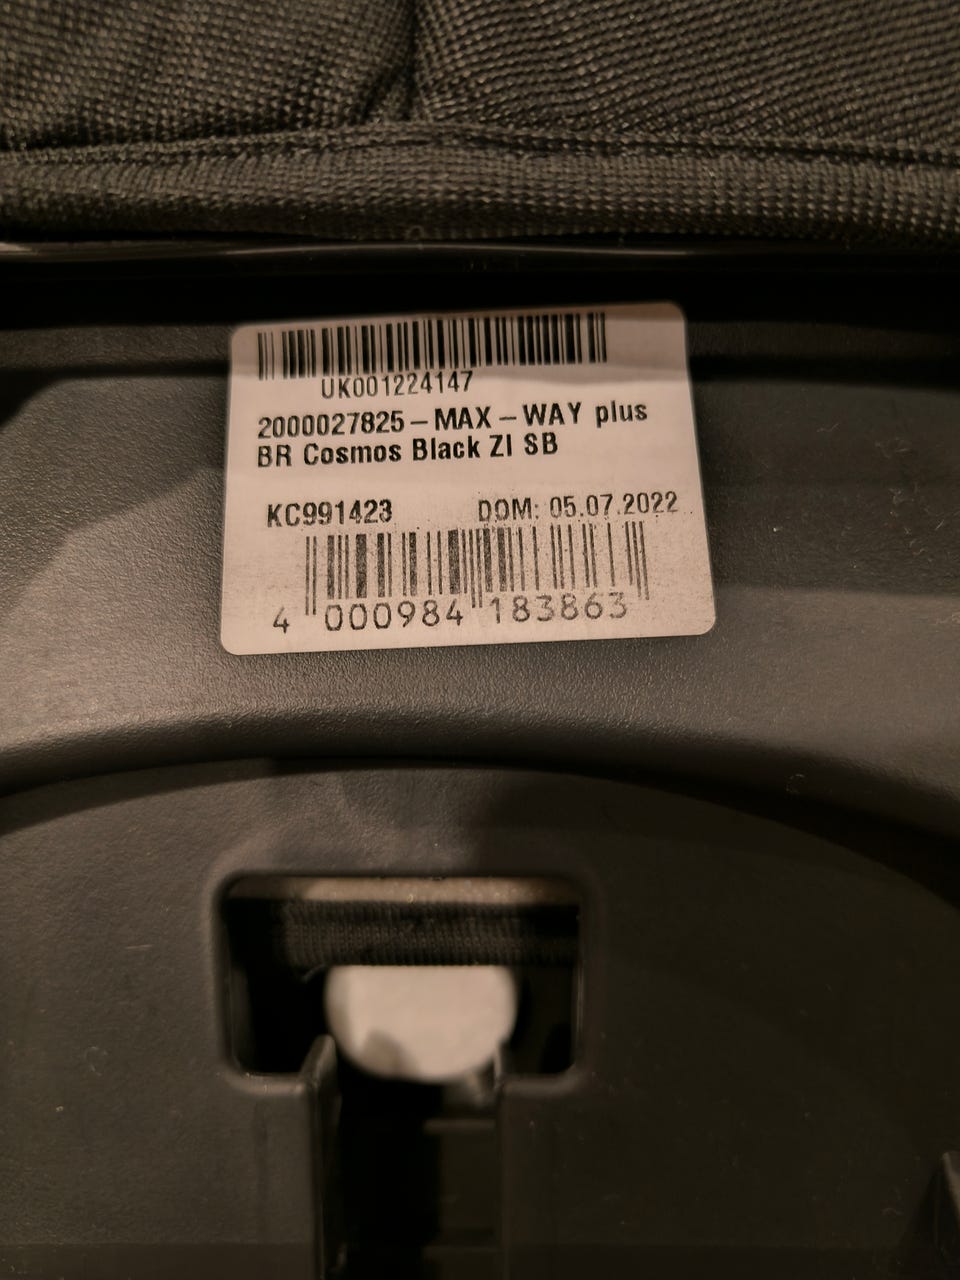 UK001224147
2000027825 – MAX – WAY plus
BR Cosmos Black ZI SB
KC991423 DOM: 05.07.2022
4 000984 183863